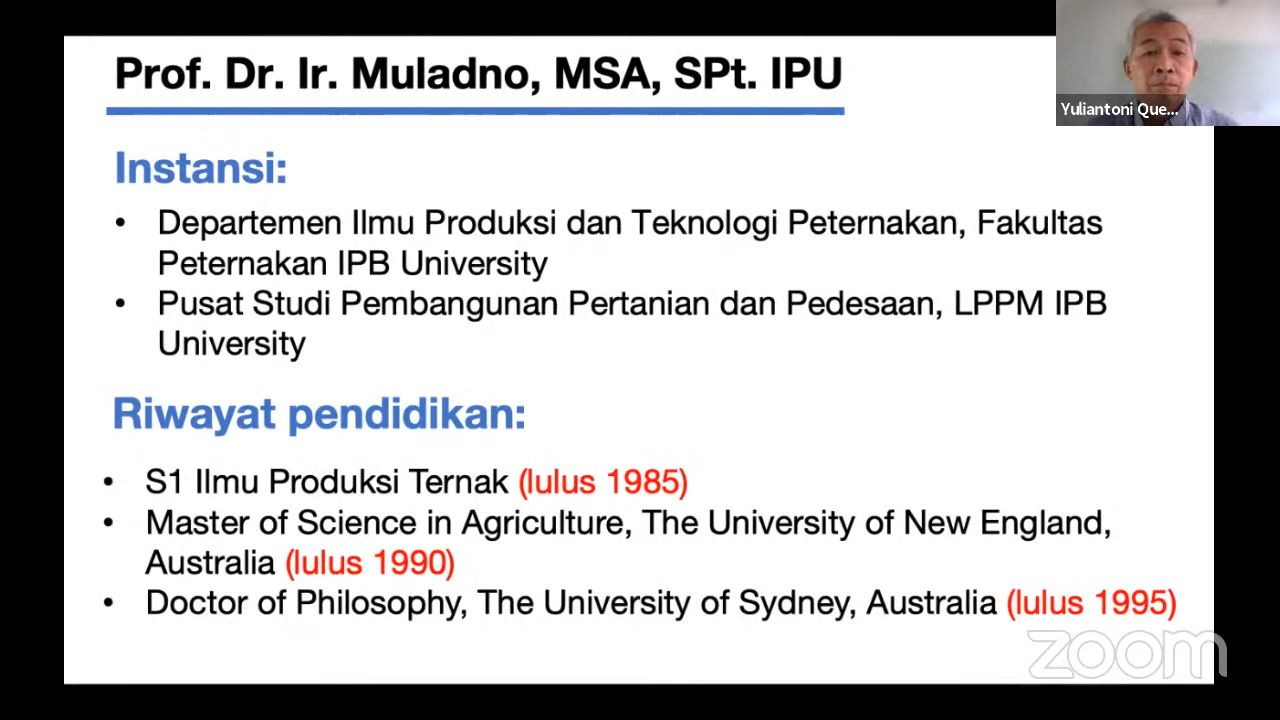 Prof. Dr. Ir. Muladno, MSA, SPt. IPU
Yuliantoni Que...
Instansi:
• Departemen Ilmu Produksi dan Teknologi Peternakan, Fakultas
Peternakan IPB University
• Pusat Studi Pembangunan Pertanian dan Pedesaan, LPPM IPB
University
Riwayat pendidikan:
• S1 Ilmu Produksi Ternak (lulus 1985)
• Master of Science in Agriculture, The University of New England,
Australia (lulus 1990)
• Doctor of Philosophy, The University of Sydney, Australia (lulus 1995)
zoom